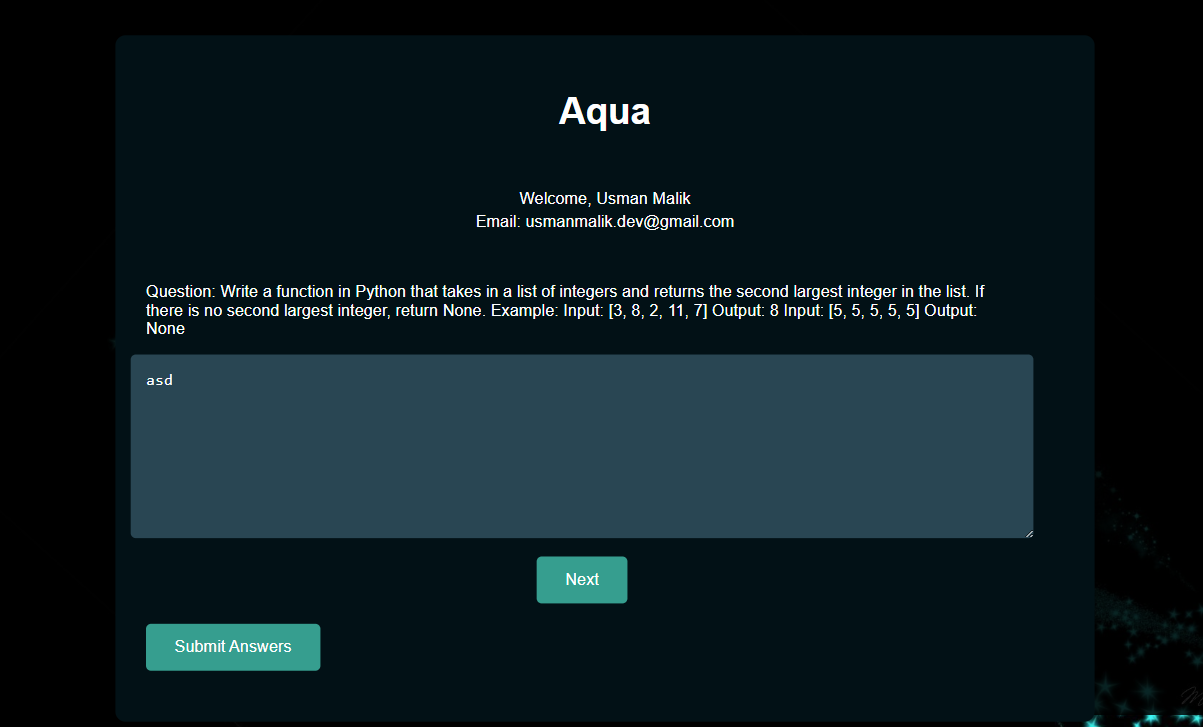 Aqua
Welcome, Usman Malik
Email: usmanmalik.dev@gmail.com
Question: Write a function in Python that takes in a list of integers and returns the second largest integer in the list. If
there is no second largest integer, return None. Example: Input: [3, 8, 2, 11, 7] Output: 8 Input: [5, 5, 5, 5, 5] Output:
None
asd
Next
Submit Answers